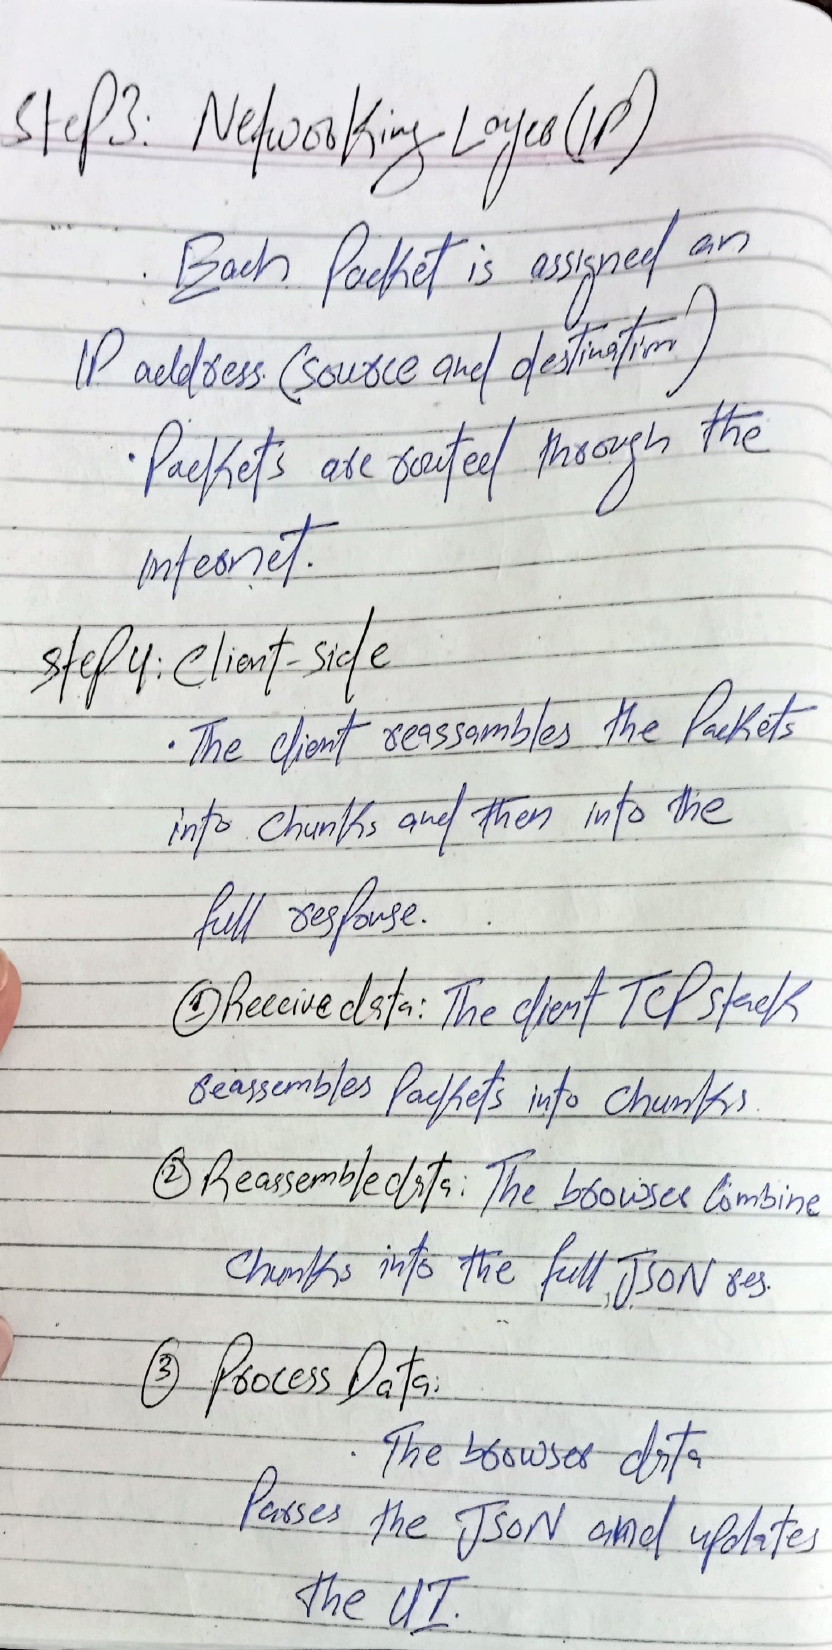 Step3: Networking Layer (IP)
. Each Packet is assigned an
IP address. (source and destination)
· Packets are routed through the
internet.
step4: Client-side
· The client reassambles the Packets
into chunks and then into the
full response.
① Receive data: The client TCP stack
reassembles Packets into chunks.
② Reassemble data: The browser Combine
Chunks into the full JSON res.
③ Process Data:
. The browser data
Parses the JSON and updates
the UI.